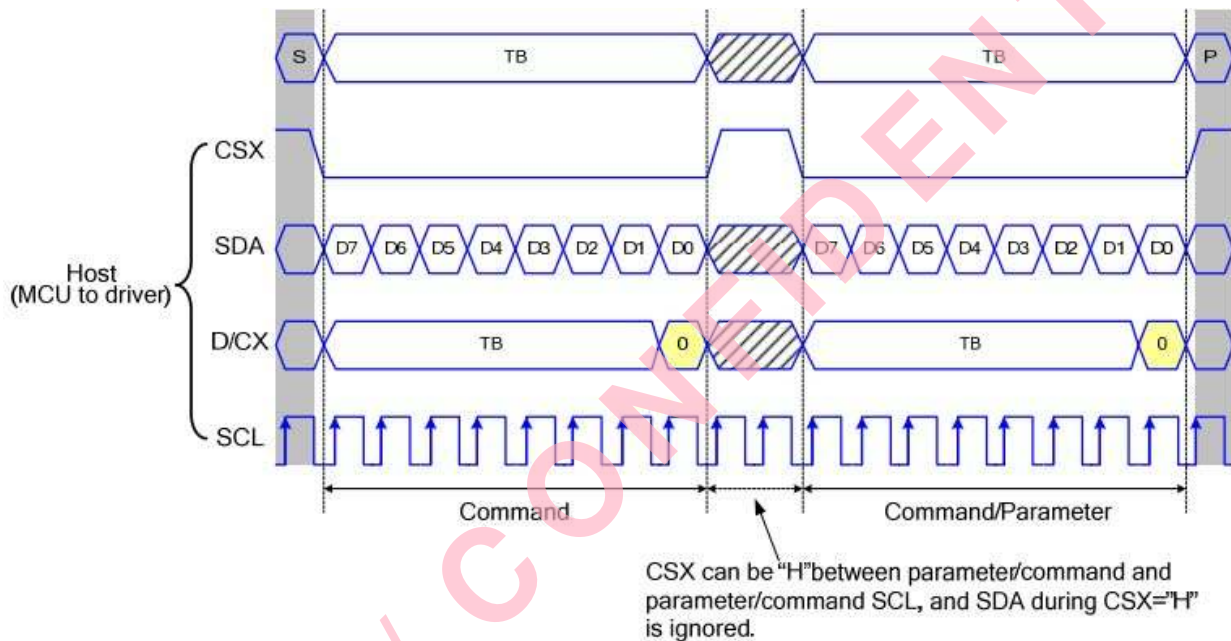 S TB TB P
CSX
SDA D7 D6 D5 D4 D3 D2 D1 D0 D7 D6 D5 D4 D3 D2 D1 D0
Host
(MCU to driver)
D/CX TB 0 TB 0
SCL
Command Command/Parameter
CSX can be "H"between parameter/command and
parameter/command SCL, and SDA during CSX="H"
is ignored.
CONFIDENT